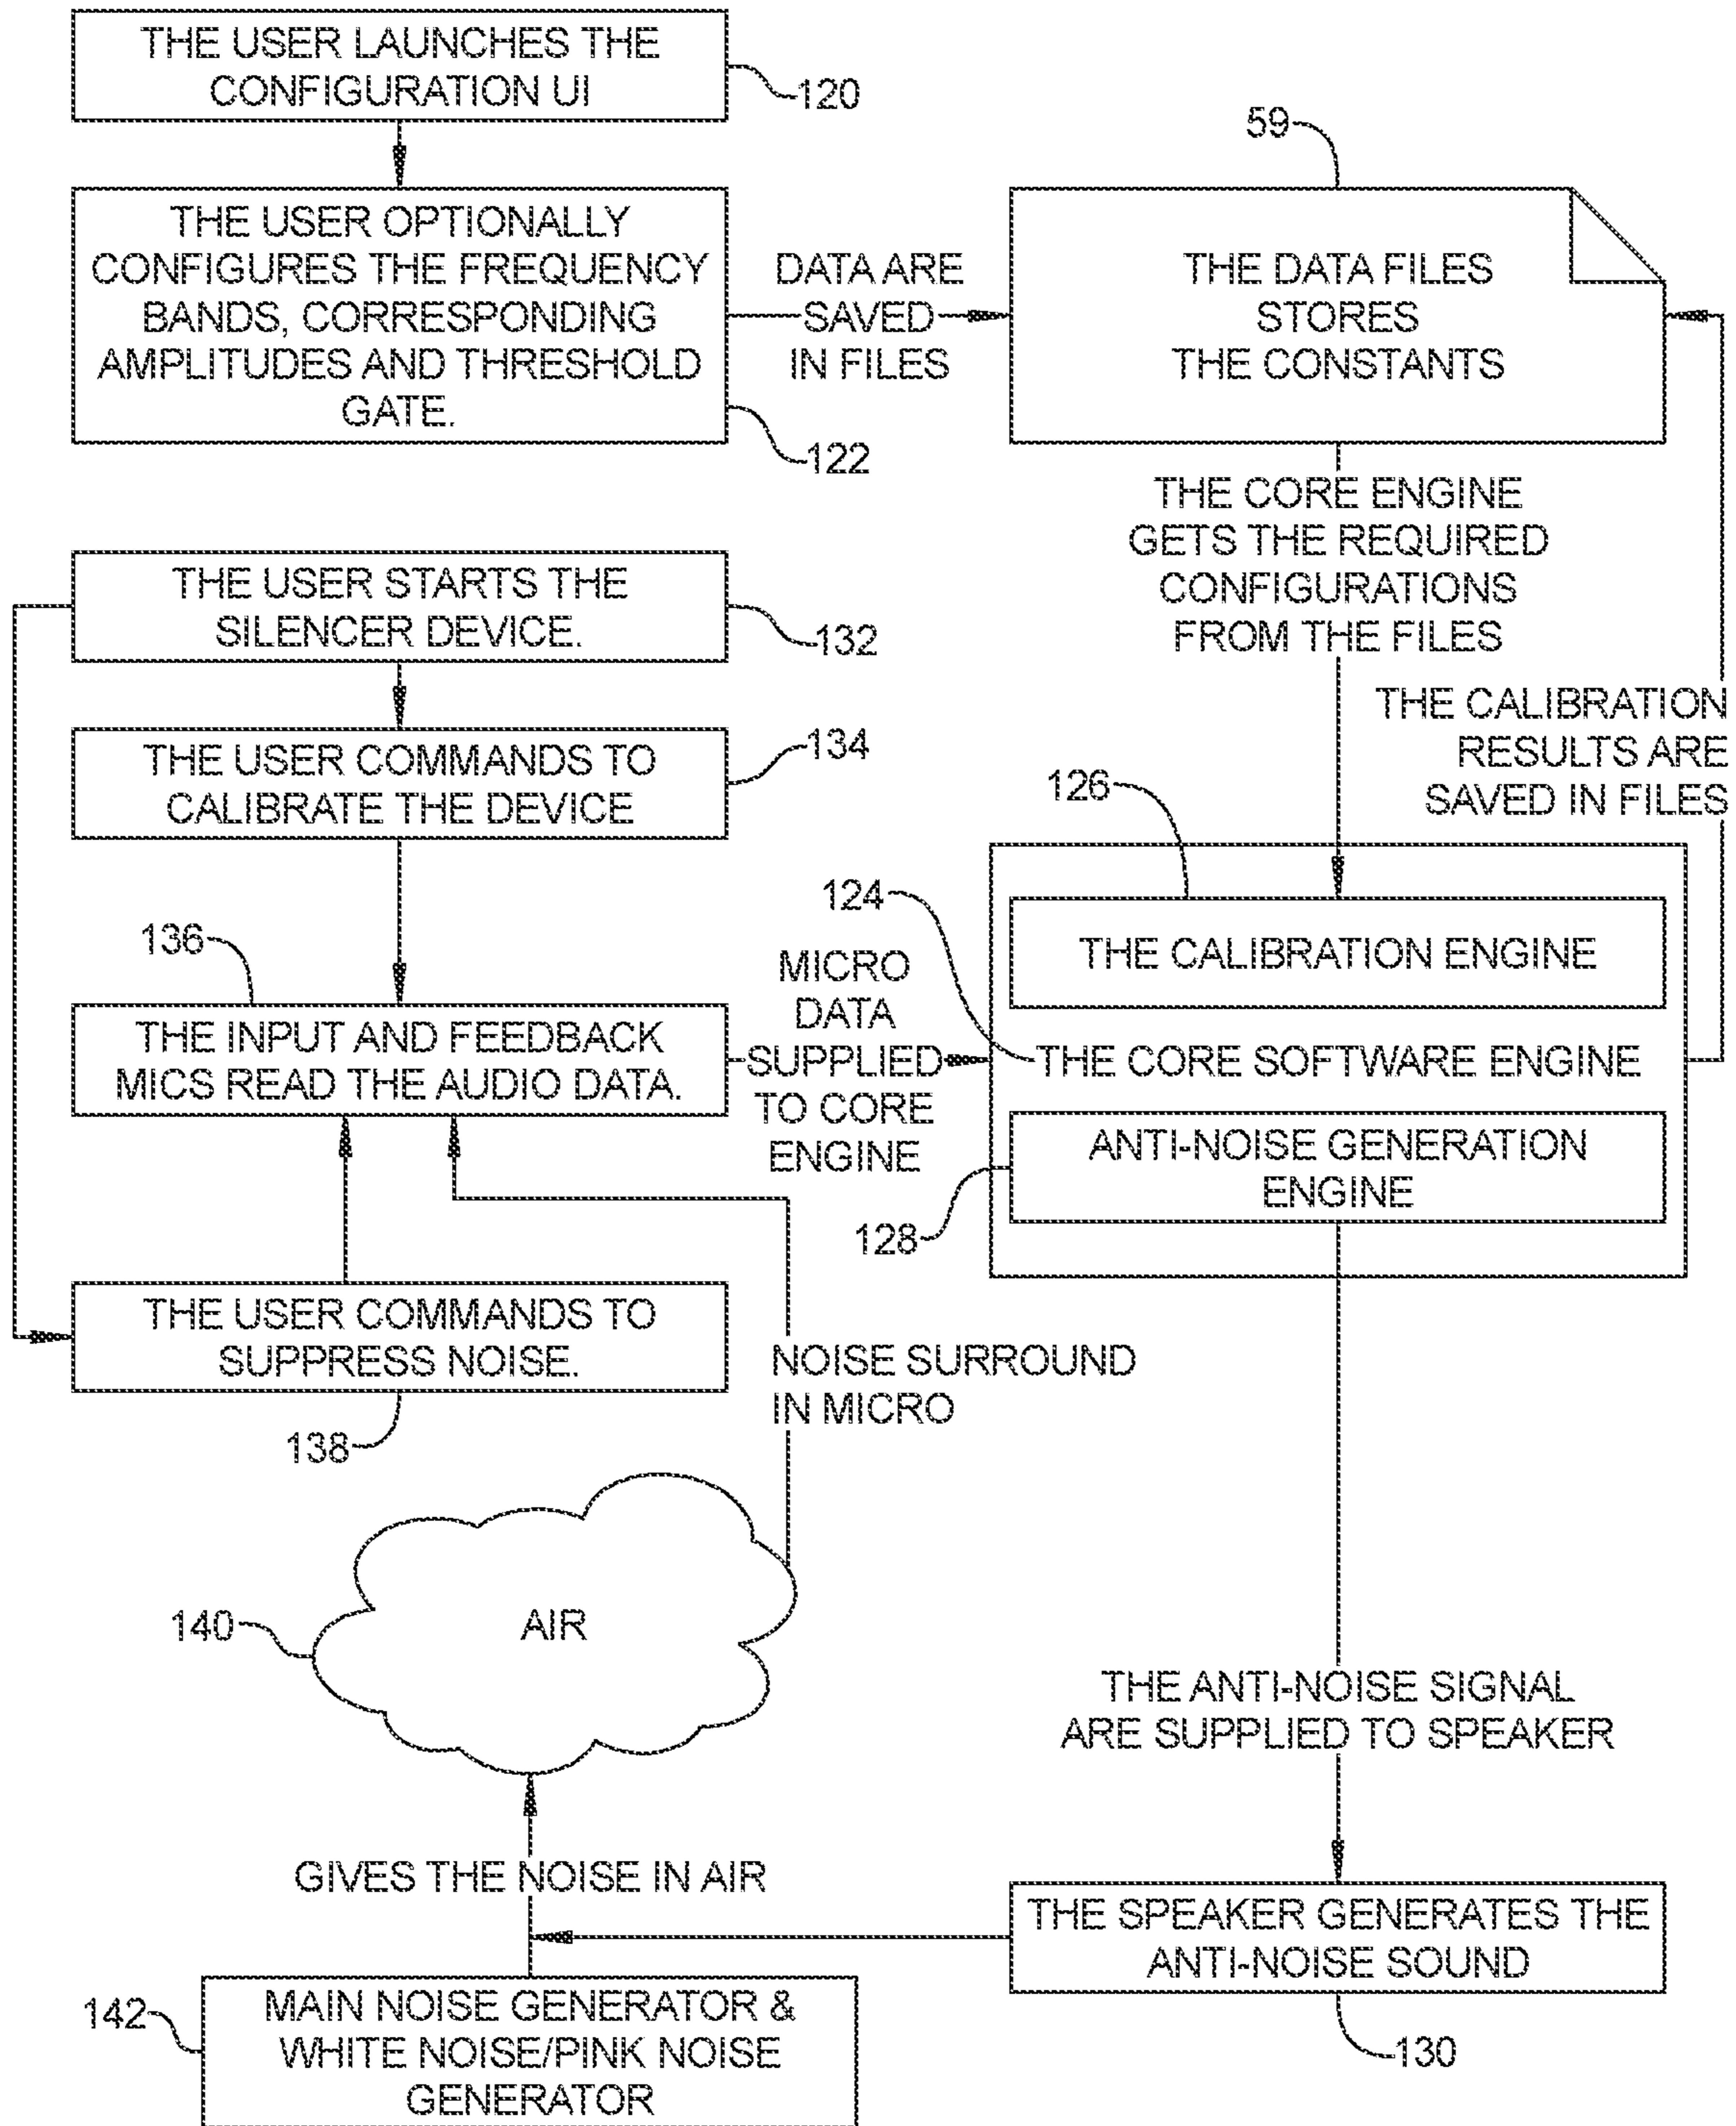 THE USER LAUNCHES THE
CONFIGURATION UI
120
THE USER OPTIONALLY
CONFIGURES THE FREQUENCY
BANDS, CORRESPONDING
AMPLITUDES AND THRESHOLD
GATE.
122
DATA ARE
SAVED
IN FILES
59
THE DATA FILES
STORES
THE CONSTANTS
THE CORE ENGINE
GETS THE REQUIRED
CONFIGURATIONS
FROM THE FILES
THE USER STARTS THE
SILENCER DEVICE.
132
THE USER COMMANDS TO
CALIBRATE THE DEVICE
134
THE CALIBRATION
RESULTS ARE
SAVED IN FILES
126
124
136
THE INPUT AND FEEDBACK
MICS READ THE AUDIO DATA.
MICRO
DATA
SUPPLIED
TO CORE
ENGINE
THE CALIBRATION ENGINE
THE CORE SOFTWARE ENGINE
ANTI-NOISE GENERATION
ENGINE
128
THE USER COMMANDS TO
SUPPRESS NOISE.
138
NOISE SURROUND
IN MICRO
140
AIR
THE ANTI-NOISE SIGNAL
ARE SUPPLIED TO SPEAKER
GIVES THE NOISE IN AIR
THE SPEAKER GENERATES THE
ANTI-NOISE SOUND
130
142
MAIN NOISE GENERATOR &
WHITE NOISE/PINK NOISE
GENERATOR